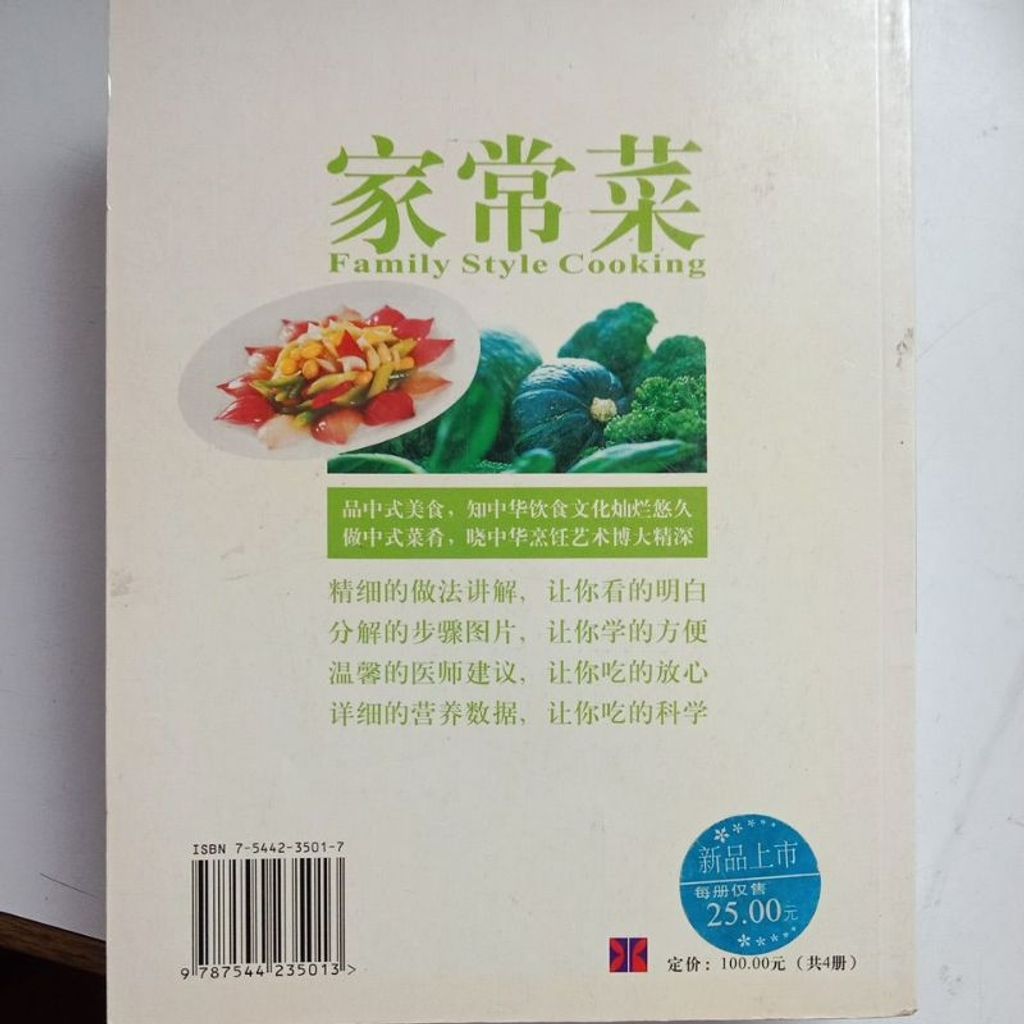 家常菜
Family Style Cooking
品中式美食，知中华饮食文化灿烂悠久
做中式菜肴，晓中华烹饪艺术博大精深
精细的做法讲解，让你看的明白
分解的步骤图片，让你学的方便
温馨的医师建议，让你吃的放心
详细的营养数据，让你吃的科学
ISBN 7-5442-3501-7
9 787544 235013 >
新品上市
每册仅售
25.00元
定价：100.00元（共4册）